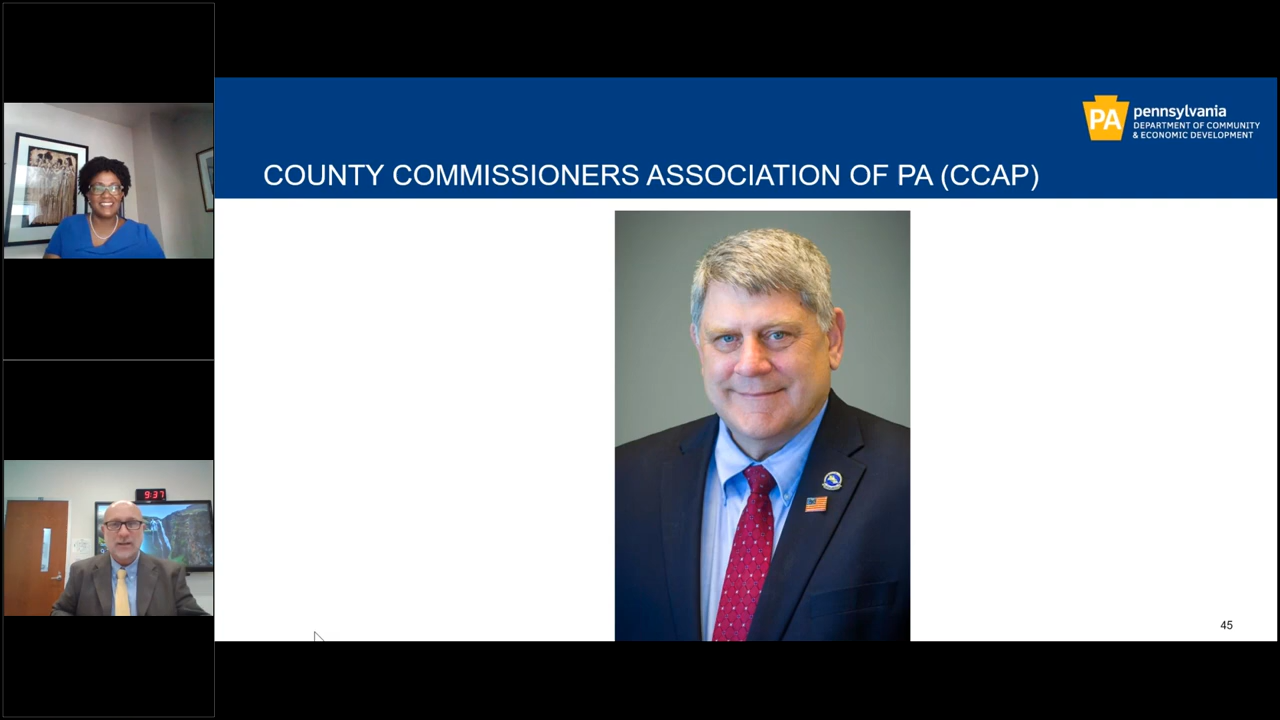 PA
pennsylvania
DEPARTMENT OF COMMUNITY
& ECONOMIC DEVELOPMENT
COUNTY COMMISSIONERS ASSOCIATION OF PA (CCAP)
9:37
45